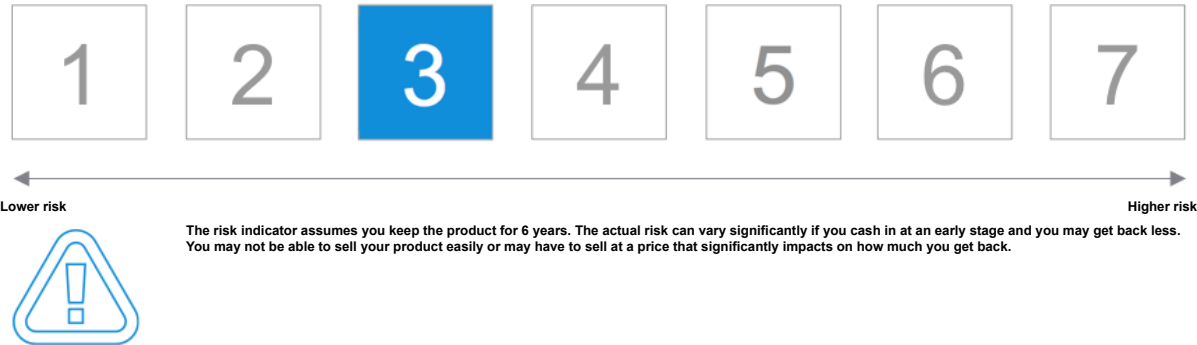 1 2 3 4 5 6 7
Lower risk Higher risk
The risk indicator assumes you keep the product for 6 years. The actual risk can vary significantly if you cash in at an early stage and you may get back less.
You may not be able to sell your product easily or may have to sell at a price that significantly impacts on how much you get back.